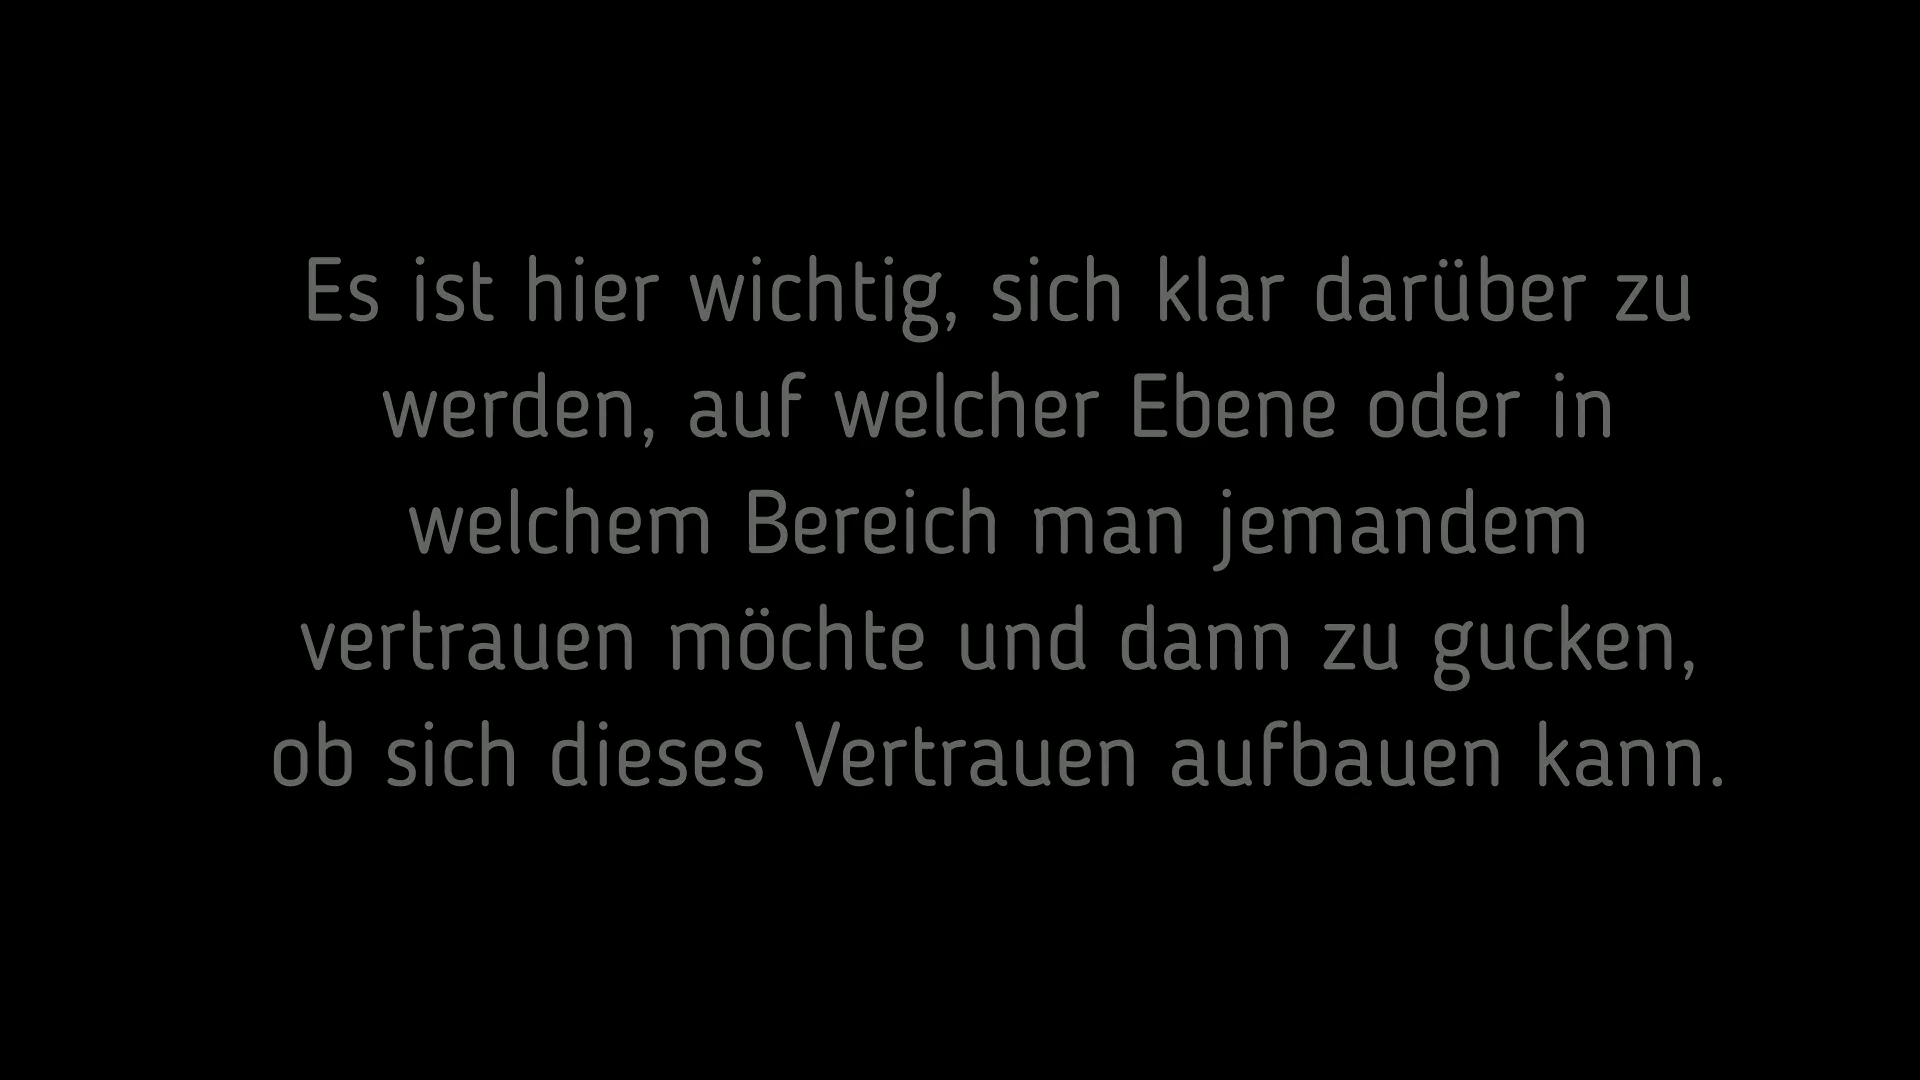 Es ist hier wichtig, sich klar darüber zu
werden, auf welcher Ebene oder in
welchem Bereich man jemandem
vertrauen möchte und dann zu gucken,
ob sich dieses Vertrauen aufbauen kann.